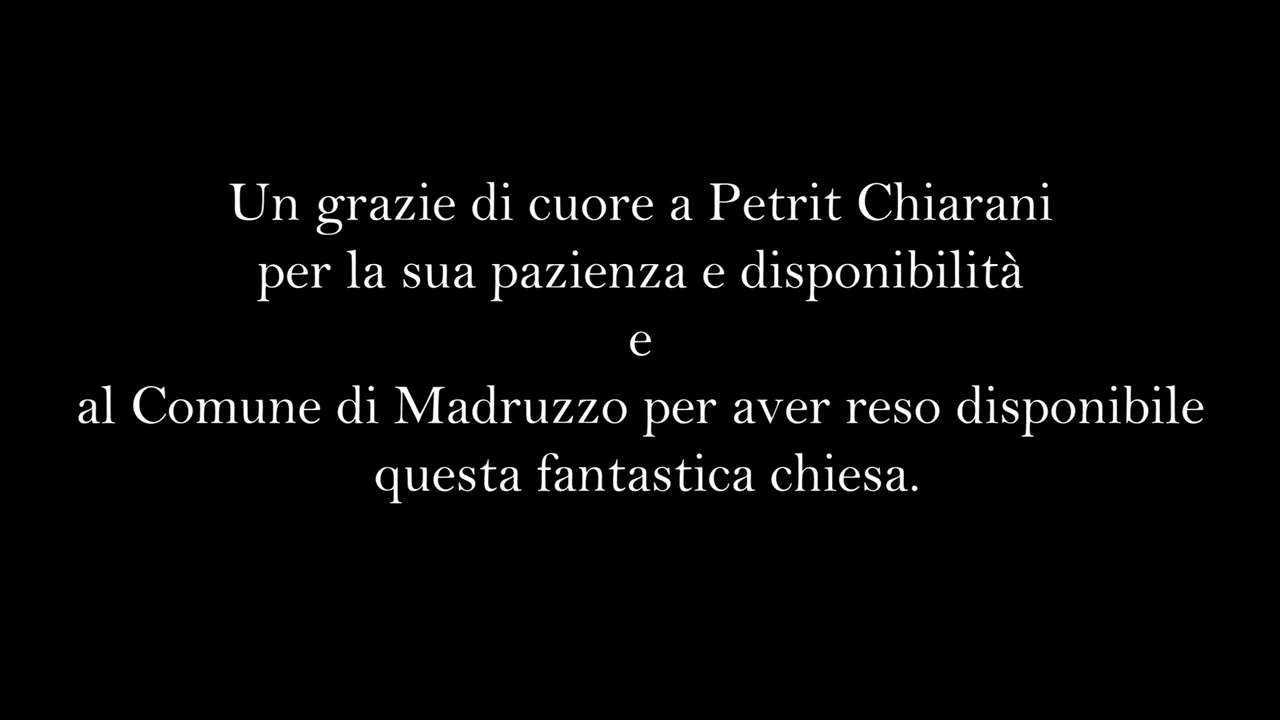 Un grazie di cuore a Petrit Chiarani
per la sua pazienza e disponibilità
e
al Comune di Madruzzo per aver reso disponibile
questa fantastica chiesa.